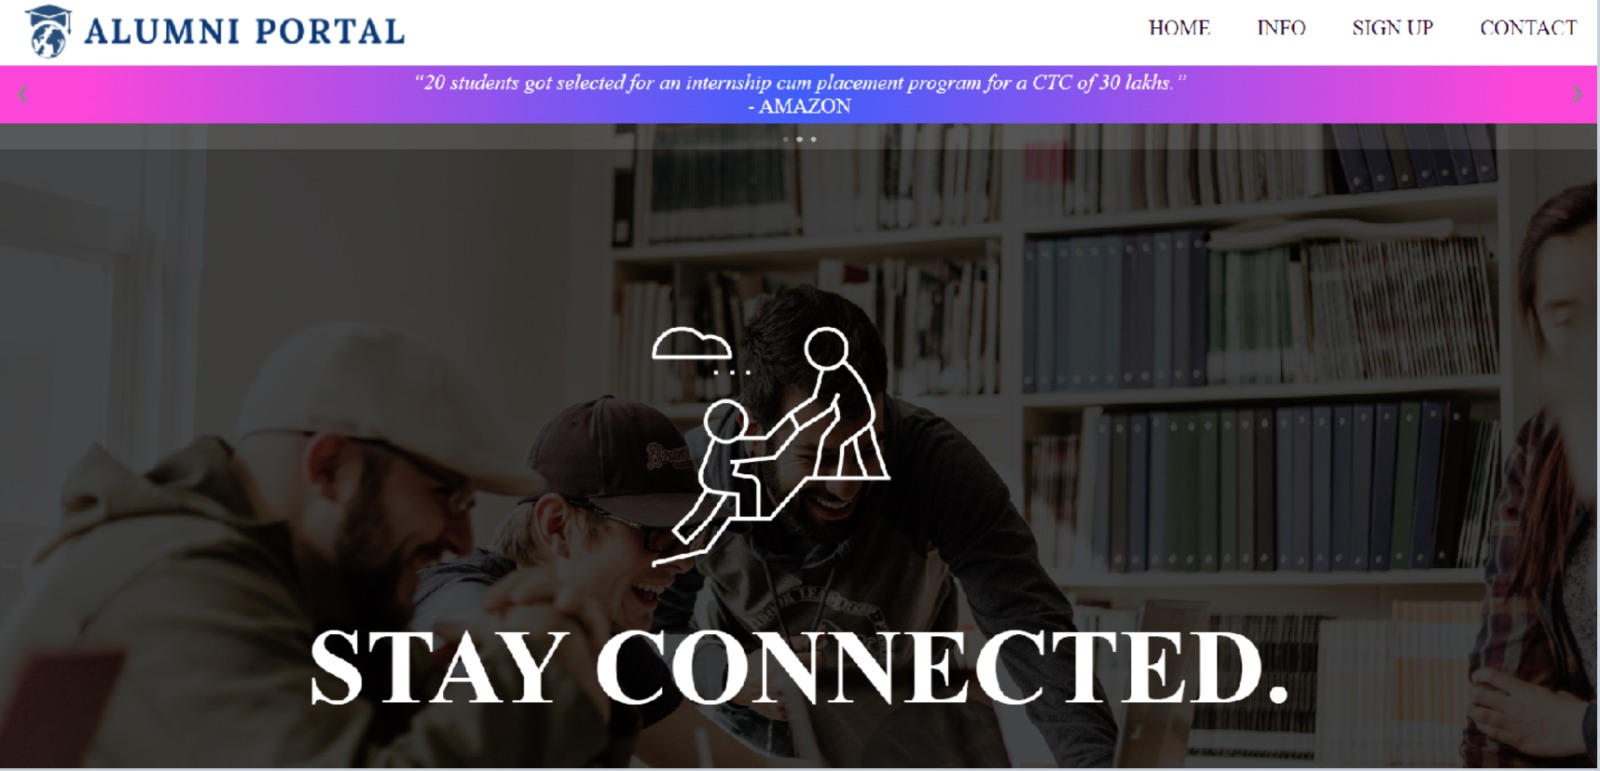 ALUMNI PORTAL
HOME INFO SIGN UP CONTACT
“20 students got selected for an internship cum placement program for a CTC of 30 lakhs.”
- AMAZON
STAY CONNECTED.